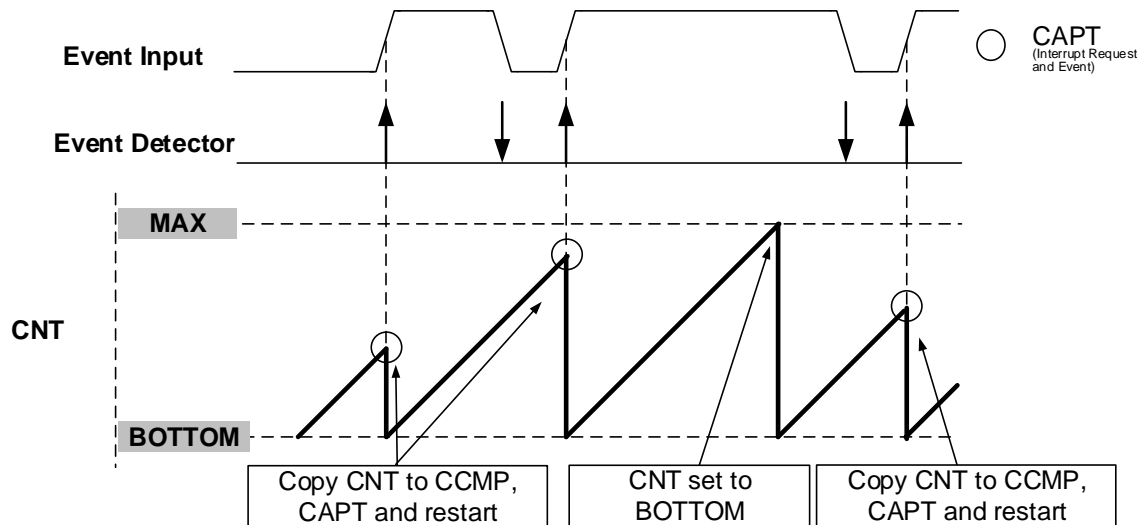 CAPT
(Interrupt Request
and Event)
Event Input
Event Detector
MAX
CNT
BOTTOM
Copy CNT to CCMP,
CAPT and restart
CNT set to
BOTTOM
Copy CNT to CCMP,
CAPT and restart